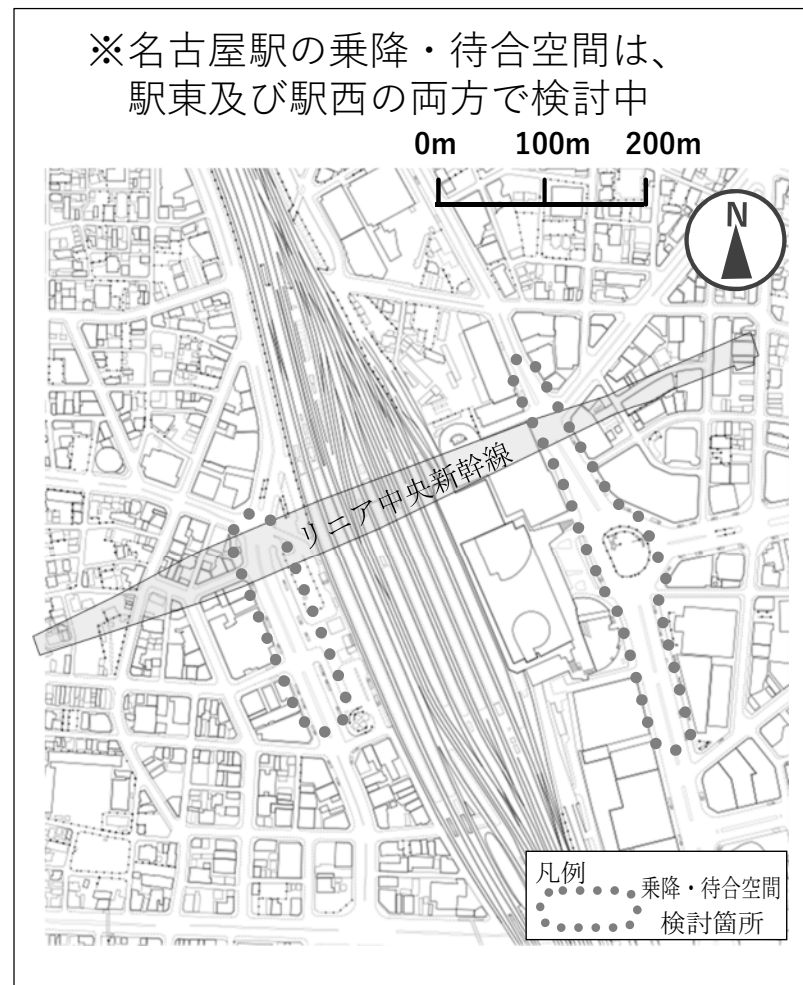 ※名古屋駅の乗降・待合空間は、
駅東及び駅西の両方で検討中
0m 100m 200m
N
リニア中央新幹線
凡例
乗降・待合空間
検討箇所